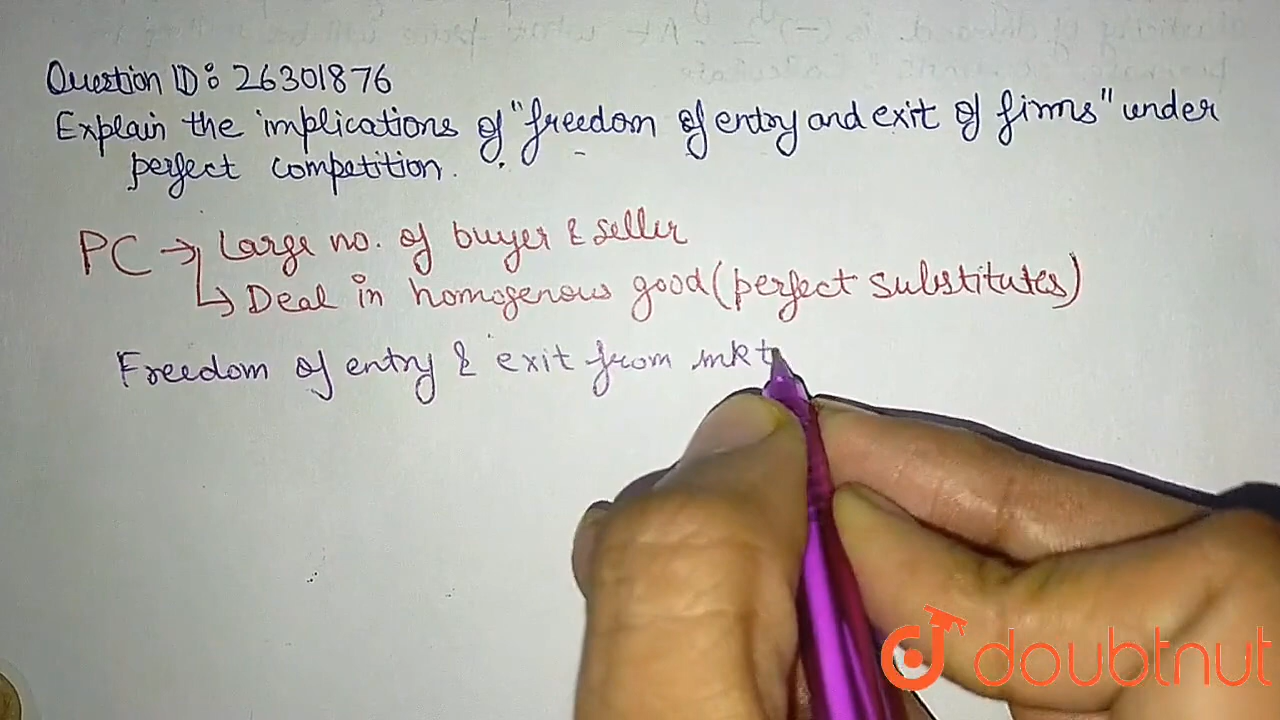 Question ID: 26301876
Explain the implications of "freedom of entry and exit of firms" under
perfect competition.
PC → Large no. of buyer & seller
↳ Deal in homogenous good (perfect substitutes)
Freedom of entry & exit from mkt
doubtnut